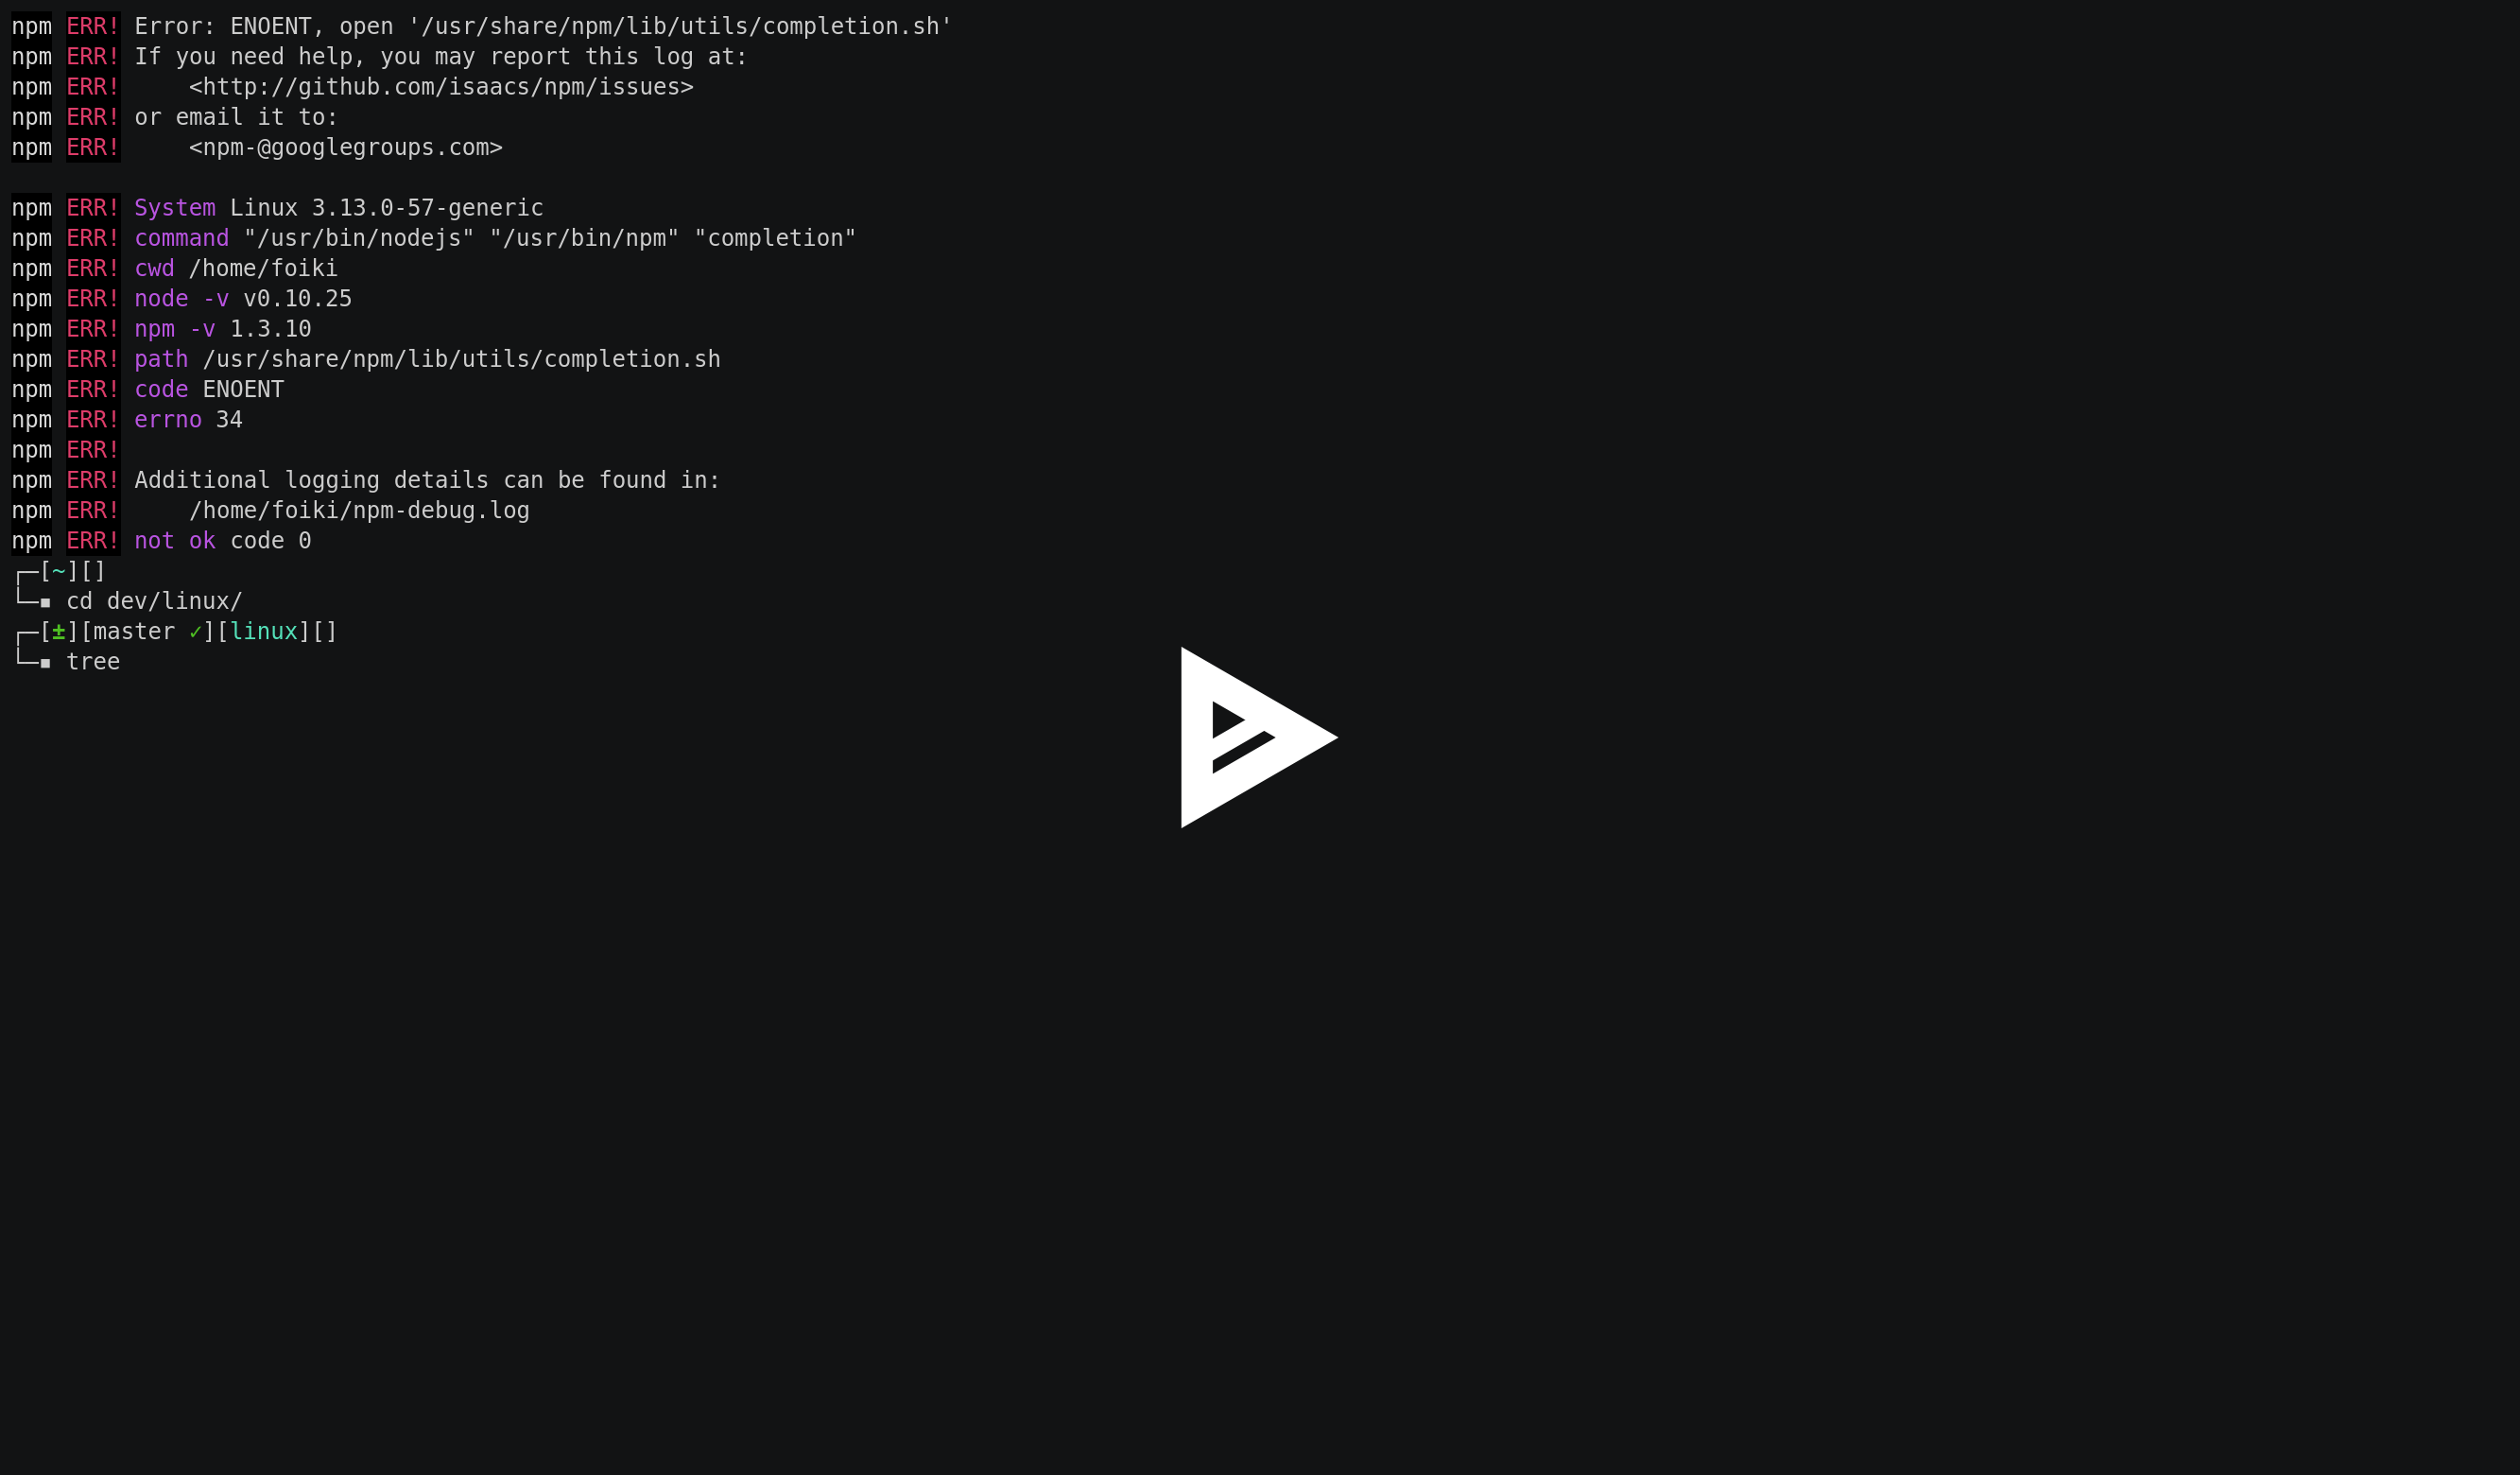 npm ERR! Error: ENOENT, open '/usr/share/npm/lib/utils/completion.sh'
npm ERR! If you need help, you may report this log at:
npm ERR!     <http://github.com/isaacs/npm/issues>
npm ERR! or email it to:
npm ERR!     <npm-@googlegroups.com>

npm ERR! System Linux 3.13.0-57-generic
npm ERR! command "/usr/bin/nodejs" "/usr/bin/npm" "completion"
npm ERR! cwd /home/foiki
npm ERR! node -v v0.10.25
npm ERR! npm -v 1.3.10
npm ERR! path /usr/share/npm/lib/utils/completion.sh
npm ERR! code ENOENT
npm ERR! errno 34
npm ERR!
npm ERR! Additional logging details can be found in:
npm ERR!     /home/foiki/npm-debug.log
npm ERR! not ok code 0
┌─[~][]
└─▪ cd dev/linux/
┌─[±][master ✓][linux][]
└─▪ tree